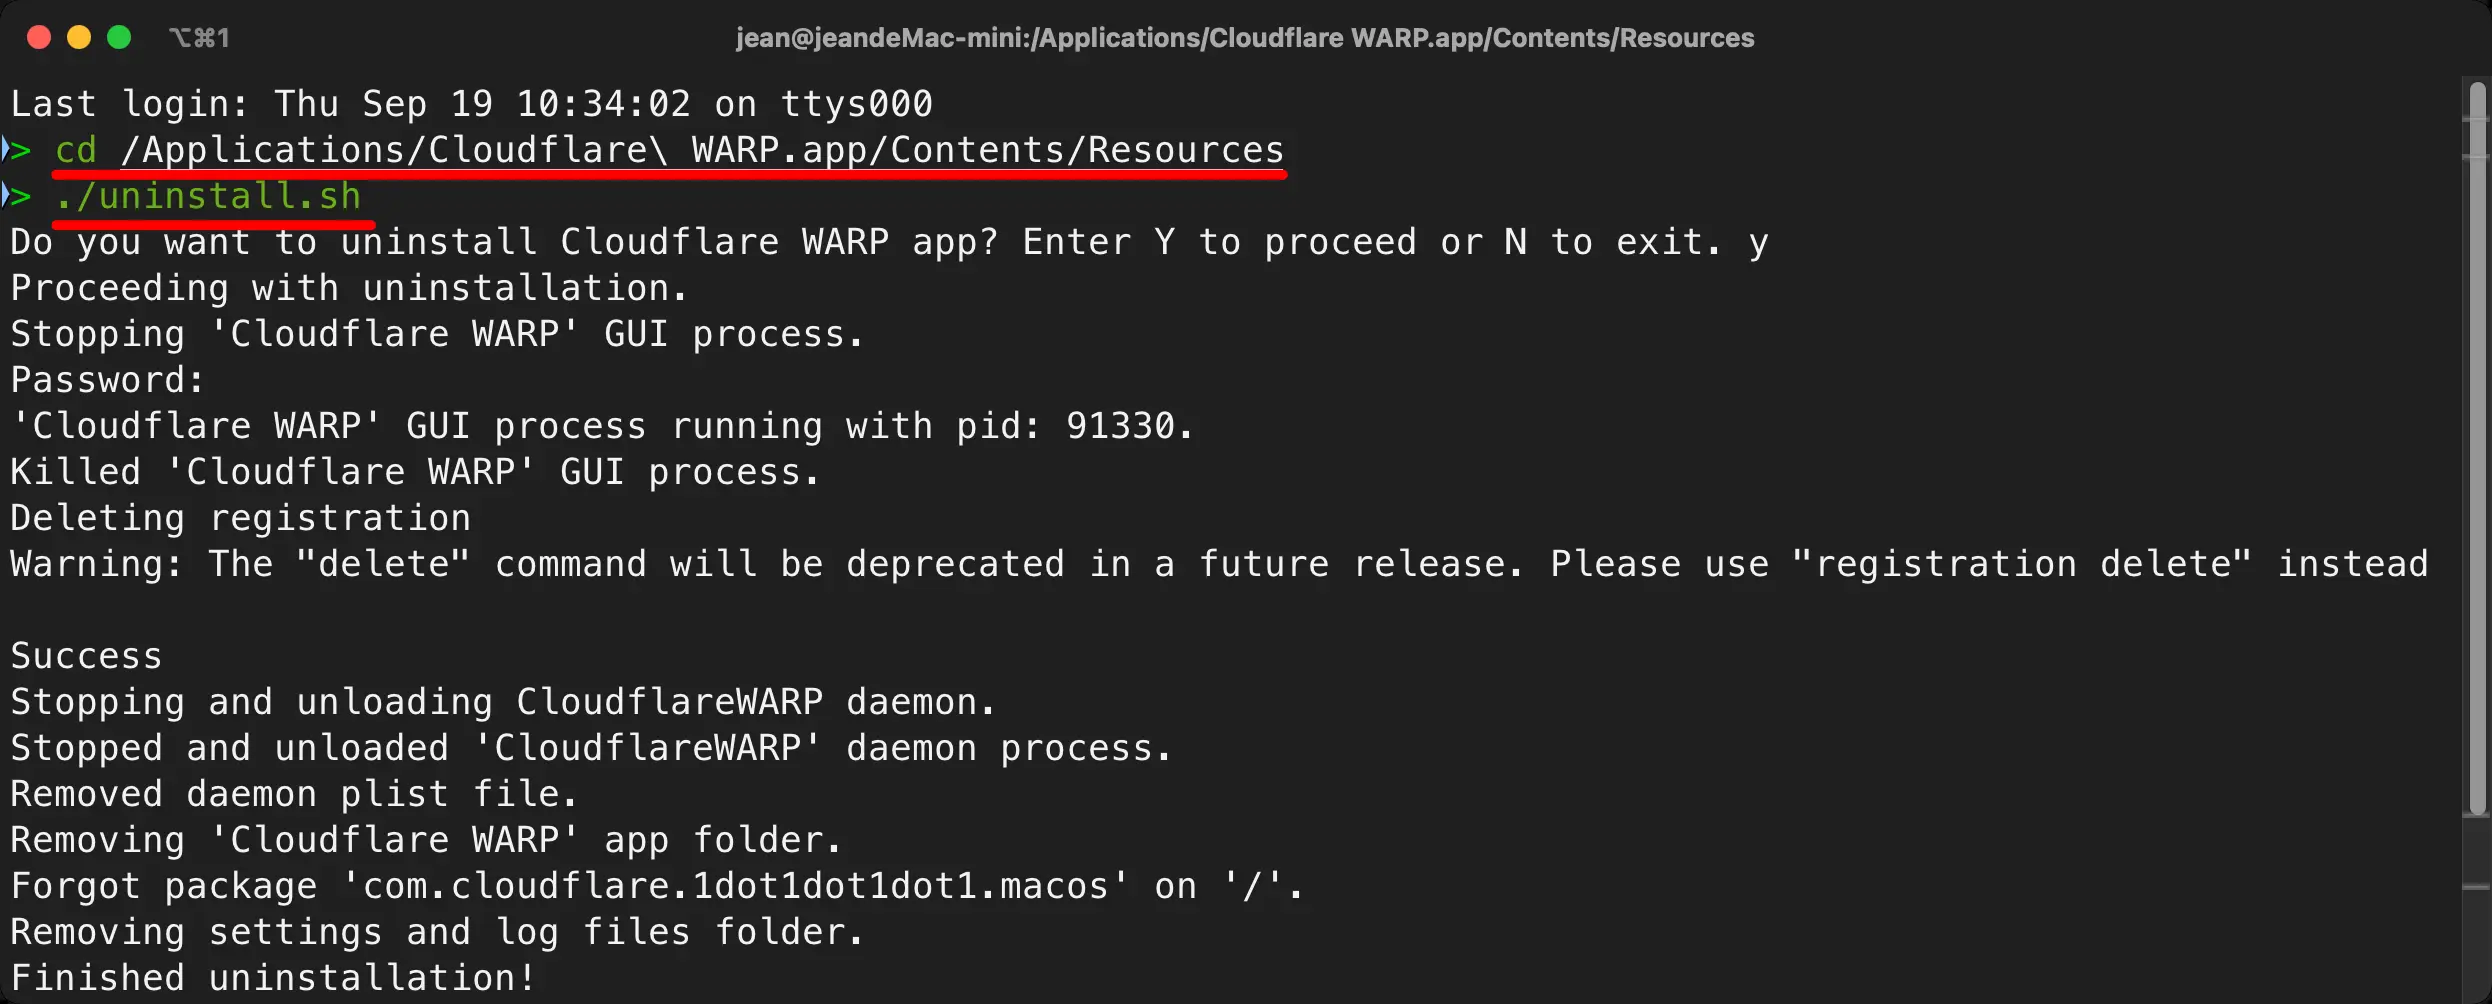 ⌥⌘1
jean@jeandeMac-mini:/Applications/Cloudflare WARP.app/Contents/Resources
Last login: Thu Sep 19 10:34:02 on ttys000
> cd /Applications/Cloudflare\ WARP.app/Contents/Resources
> ./uninstall.sh
Do you want to uninstall Cloudflare WARP app? Enter Y to proceed or N to exit. y
Proceeding with uninstallation.
Stopping 'Cloudflare WARP' GUI process.
Password:
'Cloudflare WARP' GUI process running with pid: 91330.
Killed 'Cloudflare WARP' GUI process.
Deleting registration
Warning: The "delete" command will be deprecated in a future release. Please use "registration delete" instead
Success
Stopping and unloading CloudflareWARP daemon.
Stopped and unloaded 'CloudflareWARP' daemon process.
Removed daemon plist file.
Removing 'Cloudflare WARP' app folder.
Forgot package 'com.cloudflare.1dot1dot1dot1.macos' on '/'.
Removing settings and log files folder.
Finished uninstallation!